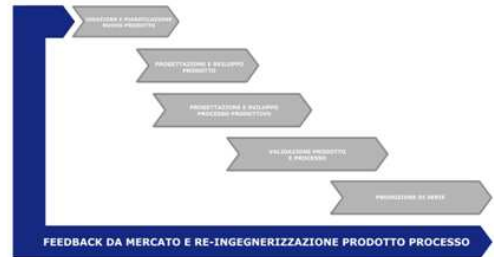 IDEAZIONE E PIANIFICAZIONE
NUOVO PRODOTTO
PROGETTAZIONE E SVILUPPO
PRODOTTO
PROGETTAZIONE E SVILUPPO
PROCESSO PRODUTTIVO
VALIDAZIONE PRODOTTO
E PROCESSO
PRODUZIONE DI SERIE
FEEDBACK DA MERCATO E RE-INGEGNERIZZAZIONE PRODOTTO PROCESSO